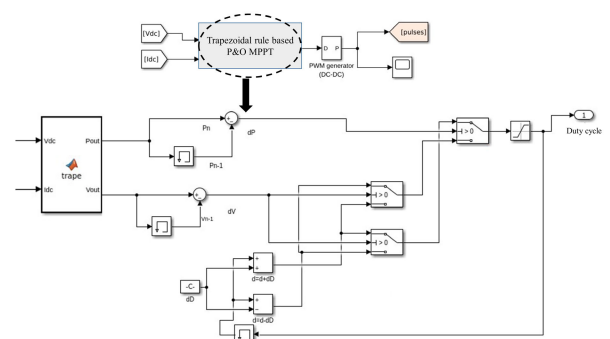 [Vdc]
[Idc]
Trapezoidal rule based
P&O MPPT
D P
PWM generator
(DC-DC)
[pulses]
Vdc
Idc
Pout
Vout
trape
Pn
Pn-1
dP
Vn-1
dV
> 0
> 0
> 0
1
Duty cycle
-C-
dD
d=d+dD
d=d-dD